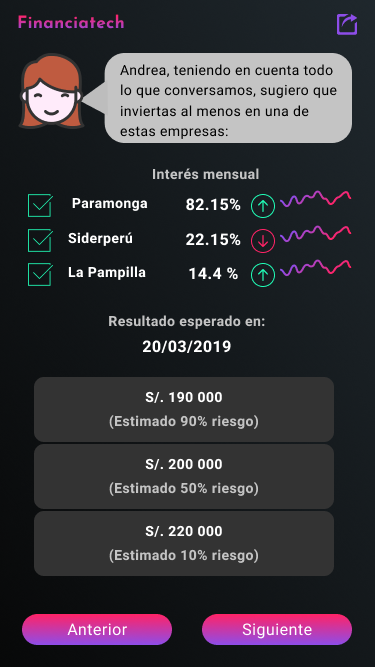 Financiatech
Andrea, teniendo en cuenta todo
lo que conversamos, sugiero que
inviertas al menos en una de
estas empresas:
Interés mensual
Paramonga 82.15%
Siderperú 22.15%
La Pampilla 14.4 %
Resultado esperado en:
20/03/2019
S/. 190 000
(Estimado 90% riesgo)
S/. 200 000
(Estimado 50% riesgo)
S/. 220 000
(Estimado 10% riesgo)
Anterior Siguiente